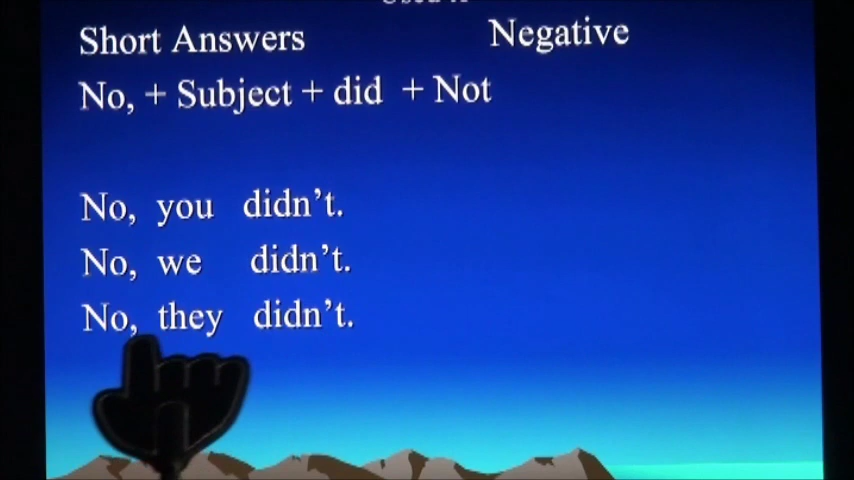 Short Answers Negative
No, + Subject + did + Not
No, you didn't.
No, we didn't.
No, they didn't.